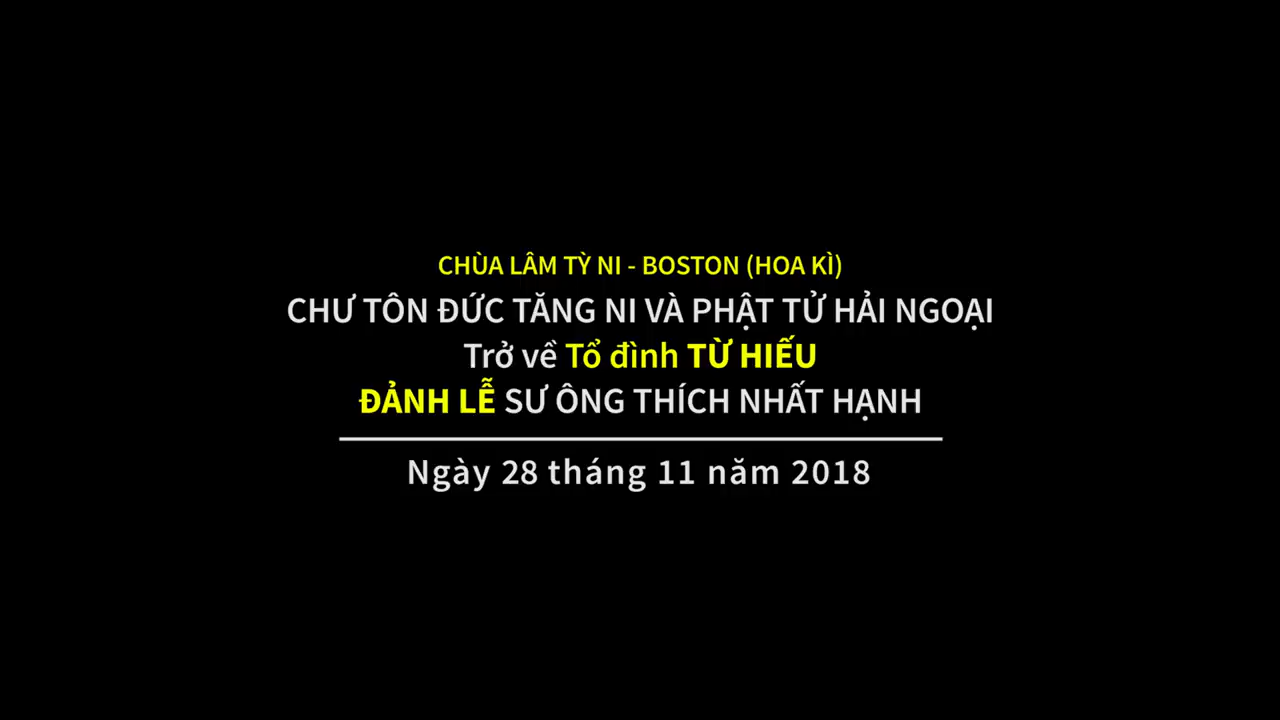 CHÙA LÂM TỲ NI - BOSTON (HOA KÌ)
CHƯ TÔN ĐỨC TĂNG NI VÀ PHẬT TỬ HẢI NGOẠI
Trở về Tổ đình TỪ HIẾU
ĐẢNH LỄ SƯ ÔNG THÍCH NHẤT HẠNH
Ngày 28 tháng 11 năm 2018